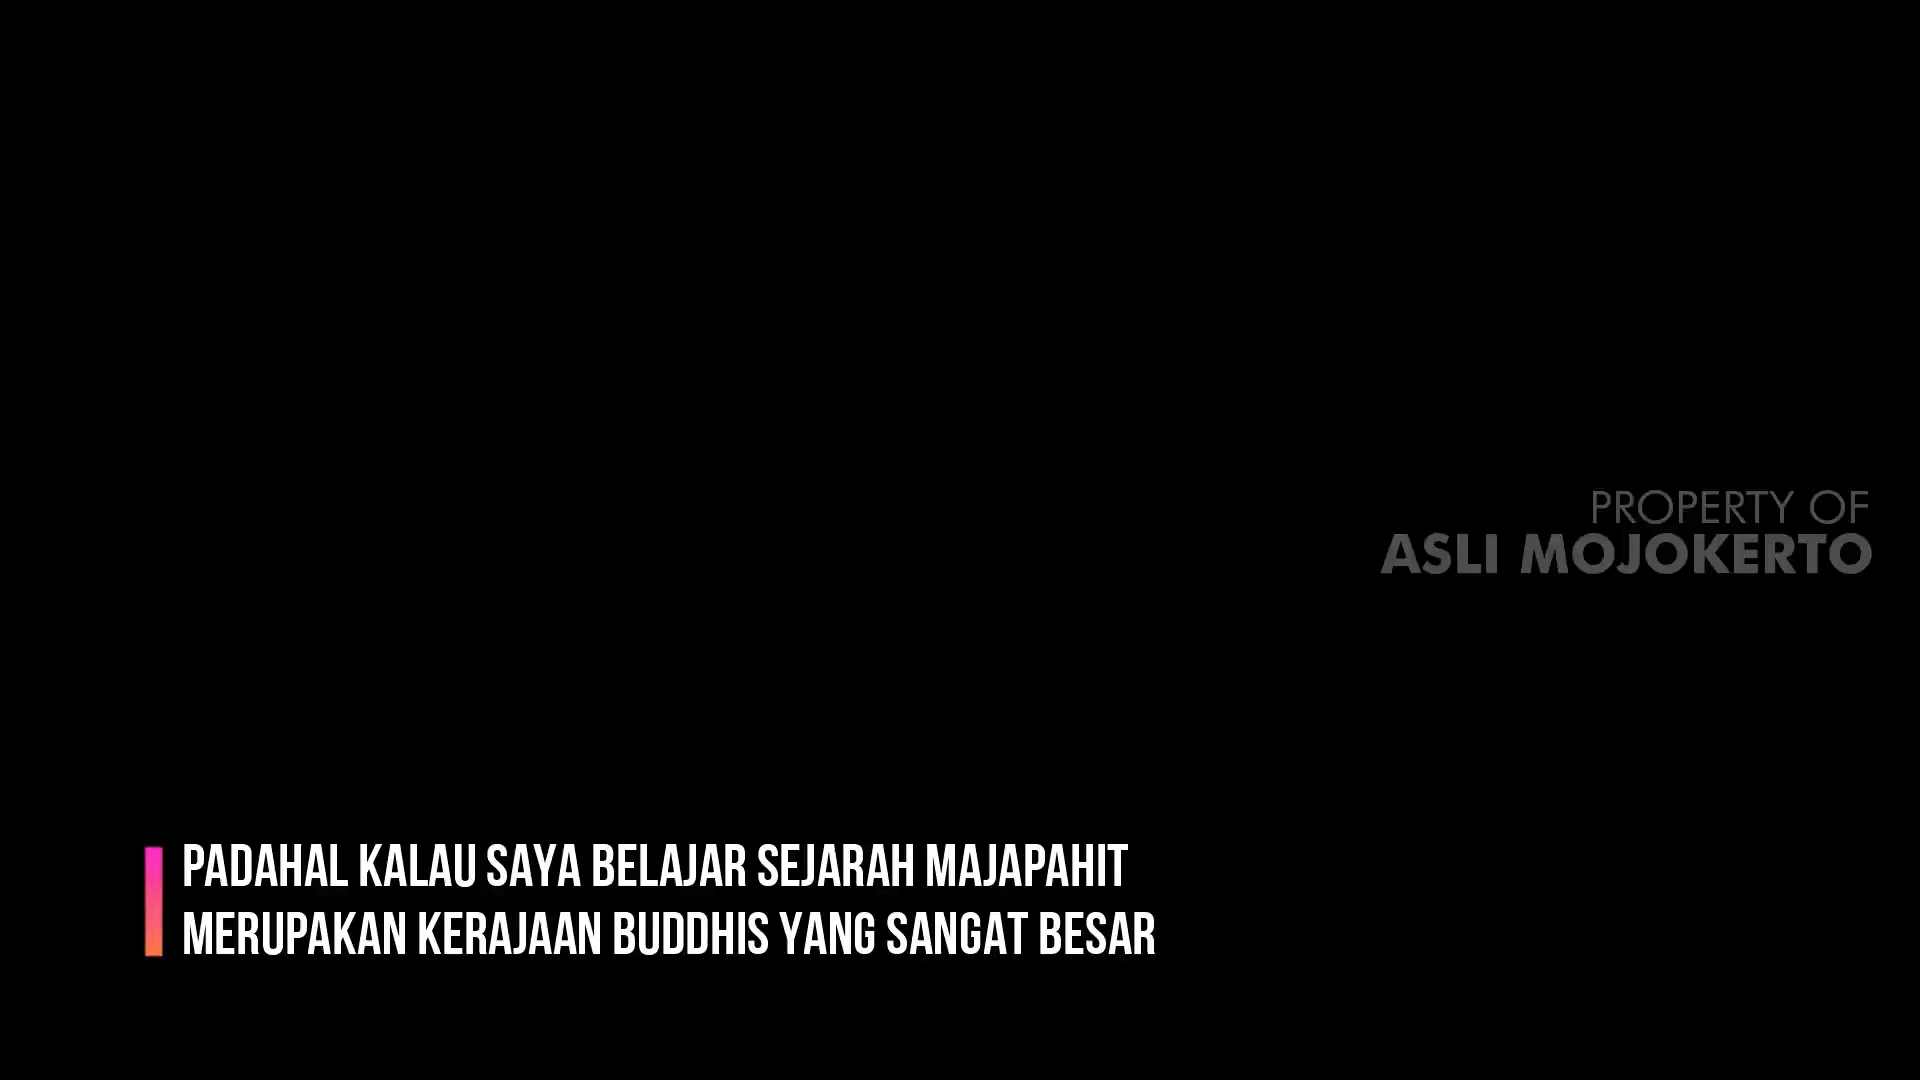 PROPERTY OF
ASLI MOJOKERTO
PADAHAL KALAU SAYA BELAJAR SEJARAH MAJAPAHIT
MERUPAKAN KERAJAAN BUDDHIS YANG SANGAT BESAR